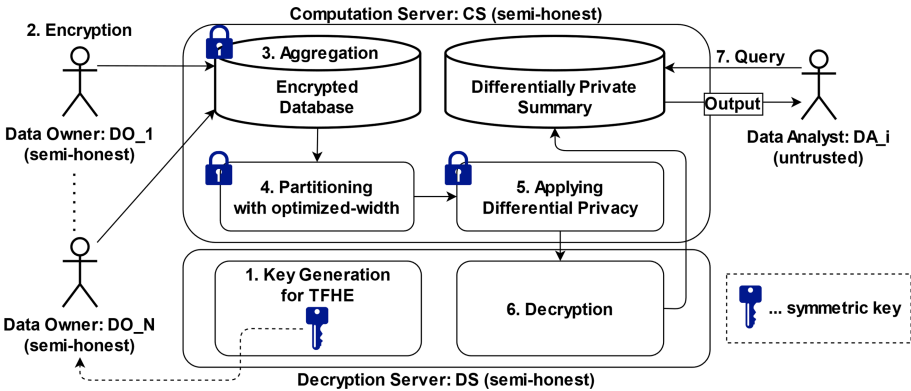 Computation Server: CS (semi-honest)
2. Encryption
3. Aggregation
Encrypted
Database
Differentially Private
Summary
7. Query
Output
Data Owner: DO_1
(semi-honest)
Data Analyst: DA_i
(untrusted)
4. Partitioning
with optimized-width
5. Applying
Differential Privacy
1. Key Generation
for TFHE
6. Decryption
... symmetric key
Data Owner: DO_N
(semi-honest)
Decryption Server: DS (semi-honest)